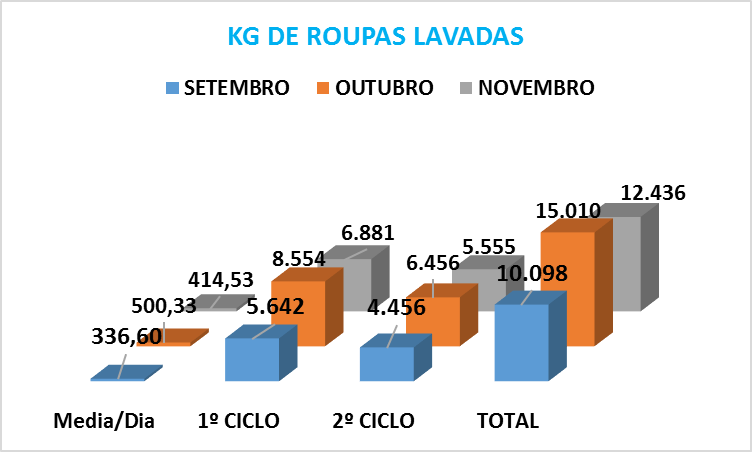 KG DE ROUPAS LAVADAS
SETEMBRO OUTUBRO NOVEMBRO
336,60 500,33 414,53
5.642 8.554 6.881
4.456 6.456 5.555
10.098 15.010 12.436
Media/Dia 1º CICLO 2º CICLO TOTAL